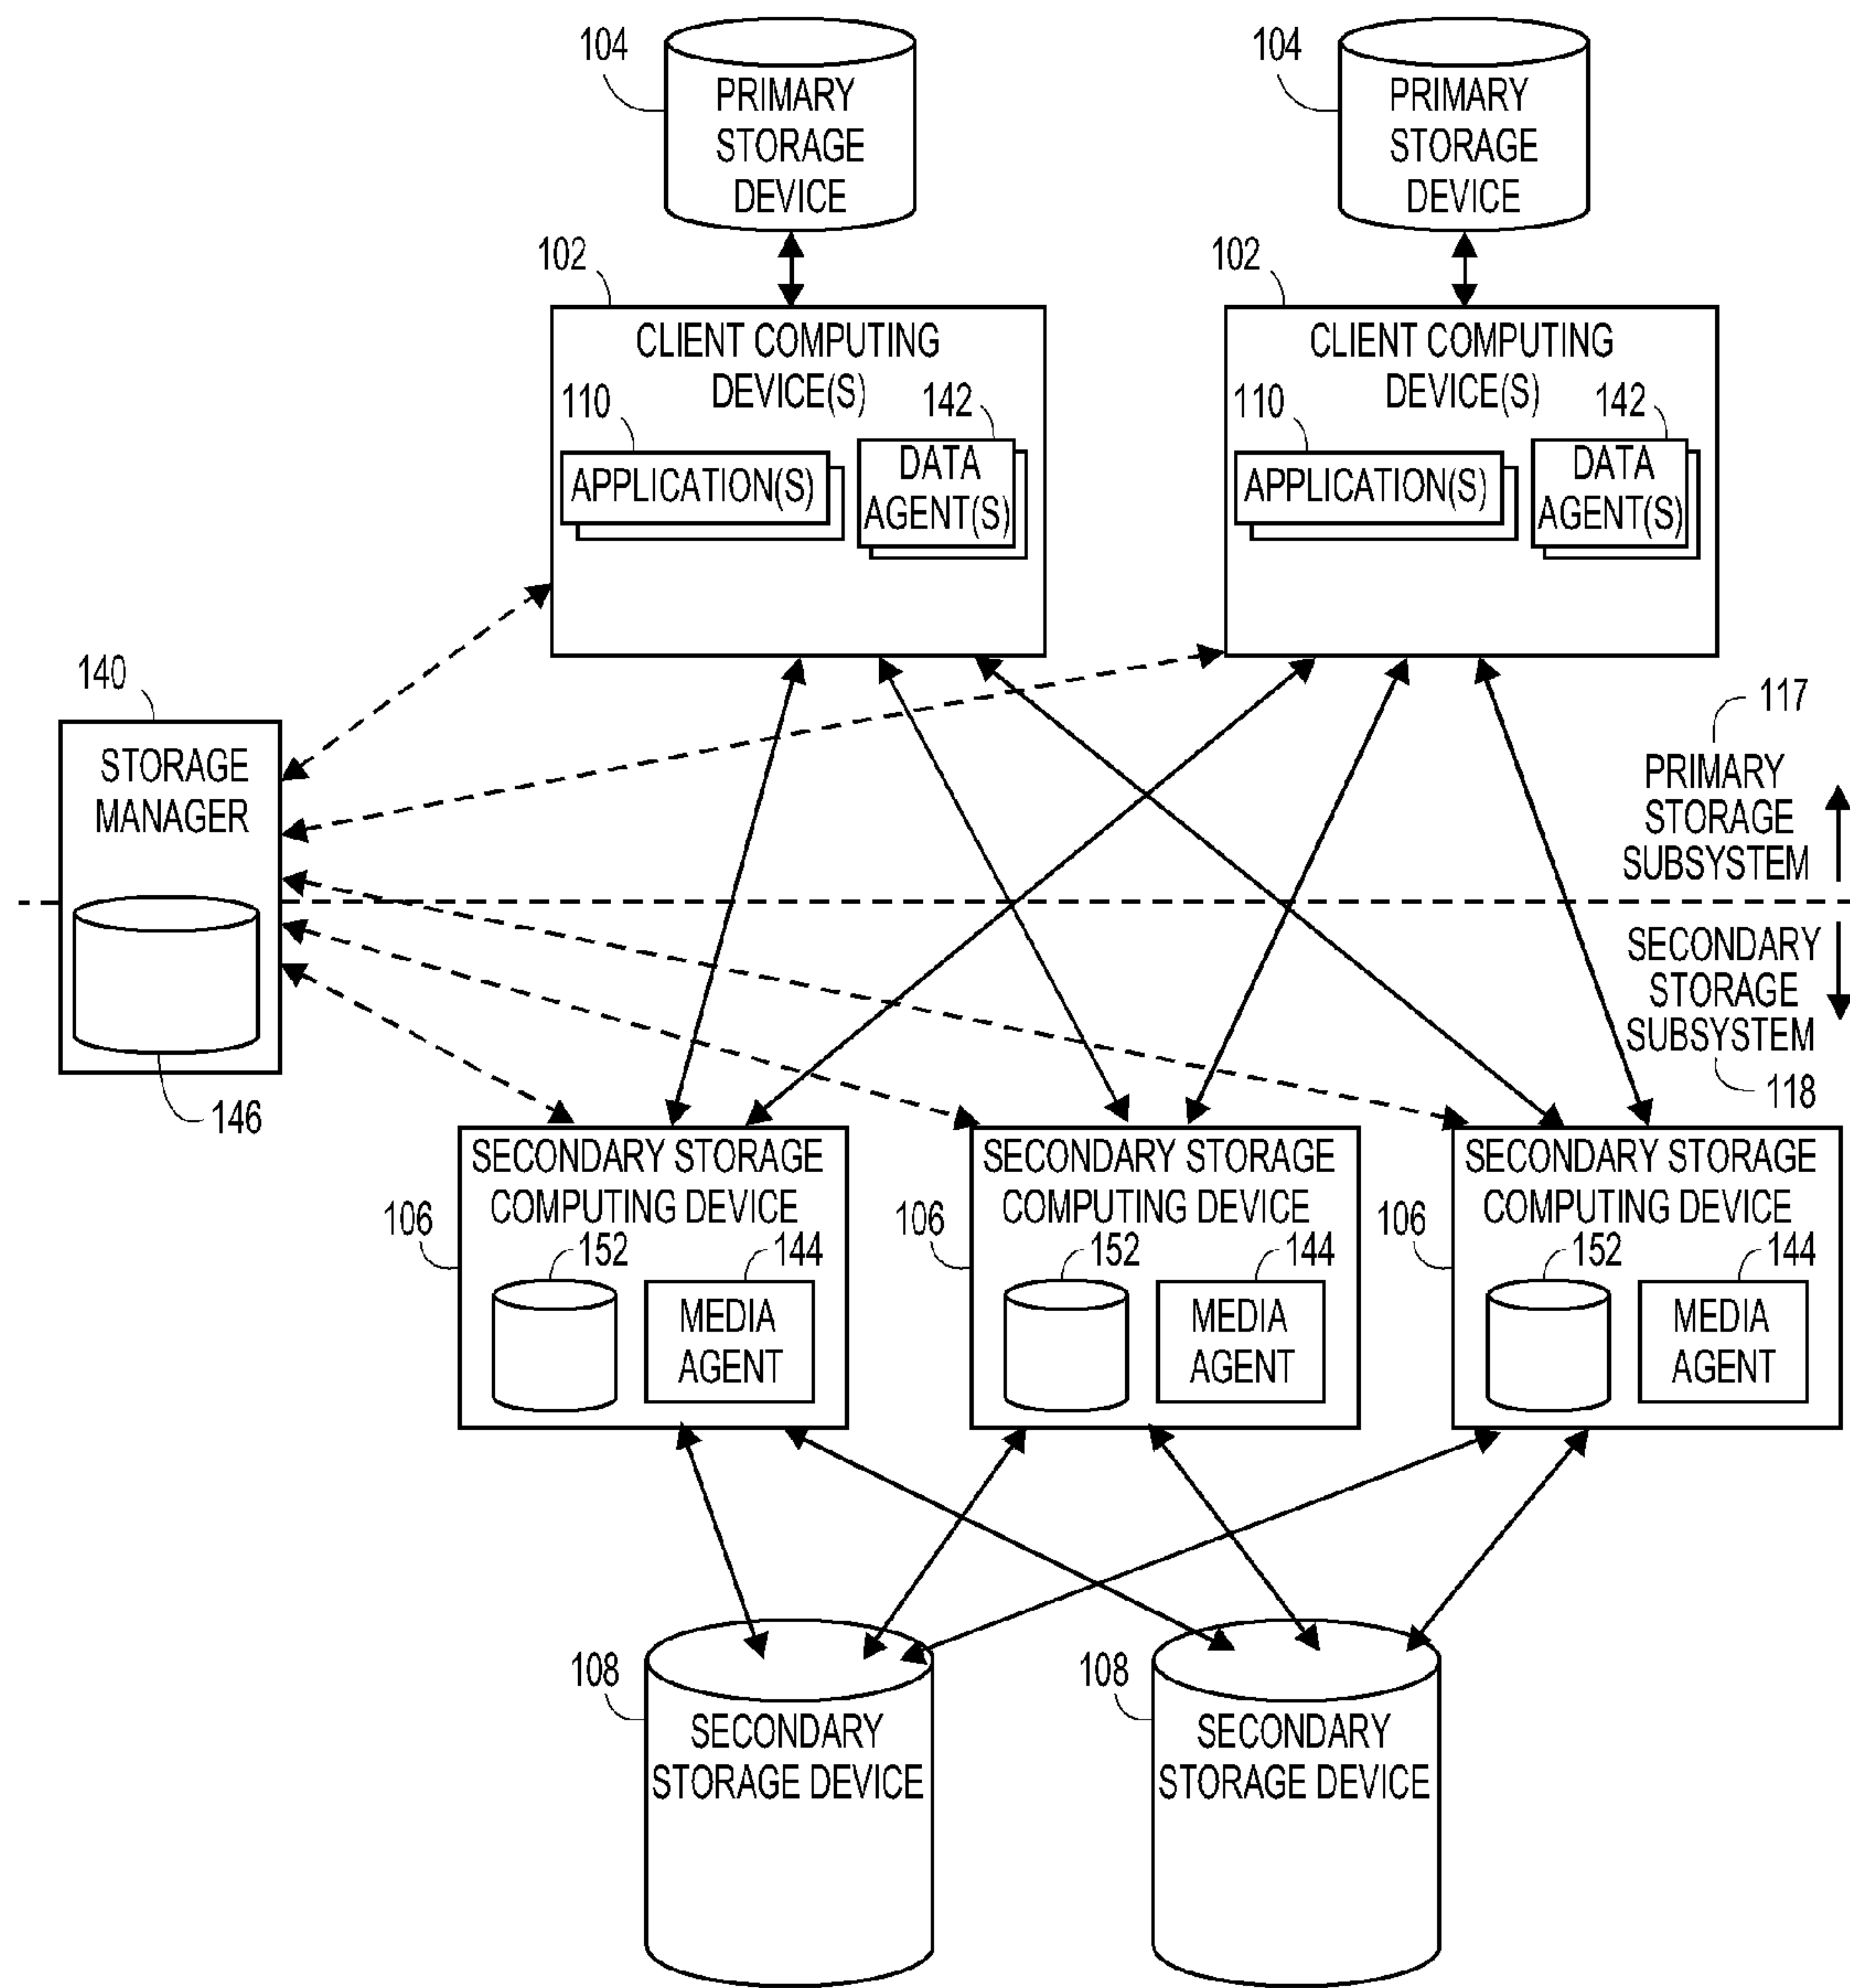 104
PRIMARY
STORAGE
DEVICE
104
PRIMARY
STORAGE
DEVICE
102
CLIENT COMPUTING
DEVICE(S)
110
142
APPLICATION(S)
DATA
AGENT(S)
102
CLIENT COMPUTING
DEVICE(S)
110
142
APPLICATION(S)
DATA
AGENT(S)
140
STORAGE
MANAGER
146
117
PRIMARY
STORAGE
SUBSYSTEM
SECONDARY
STORAGE
SUBSYSTEM
118
SECONDARY STORAGE
COMPUTING DEVICE
106
152
144
MEDIA
AGENT
SECONDARY STORAGE
COMPUTING DEVICE
106
152
144
MEDIA
AGENT
SECONDARY STORAGE
COMPUTING DEVICE
106
152
144
MEDIA
AGENT
108
SECONDARY
STORAGE DEVICE
108
SECONDARY
STORAGE DEVICE